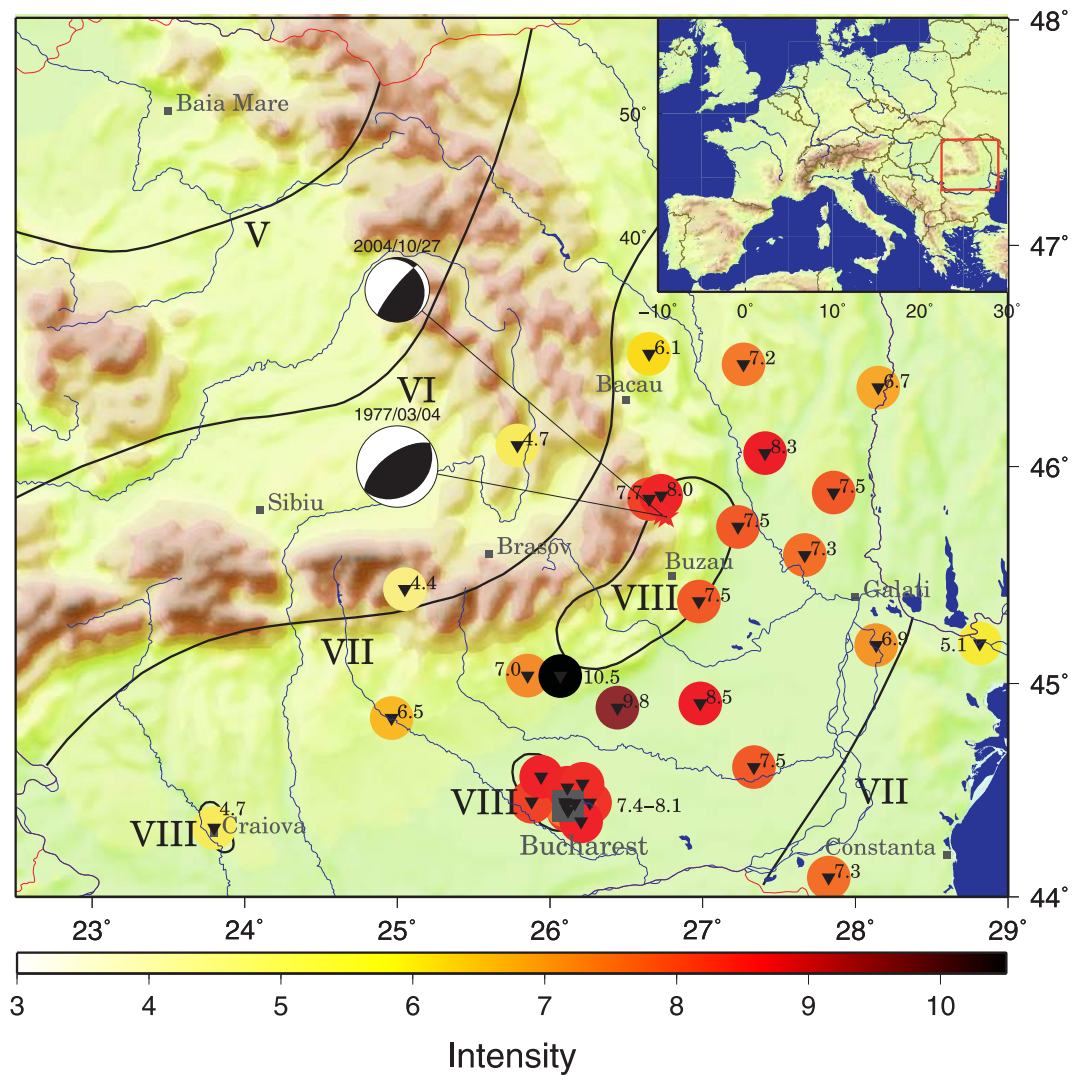 48°
Baia Mare
50°
V
2004/10/27
40°
47°
-10° 0° 10° 20° 30°
6.1
7.2
6.7
Bacau
VI
1977/03/04
4.7
8.3
46°
7.7
8.0
7.5
Sibiu
7.5
7.3
Brasov
Buzau
4.4
VIII
7.5
Galati
VII
6.9
5.1
7.0
10.5
45°
9.8
8.5
6.5
7.5
VIII
7.4–8.1
VII
4.7
VIII
Craiova
Bucharest
Constanta
7.3
44°
23° 24° 25° 26° 27° 28° 29°
3 4 5 6 7 8 9 10
Intensity